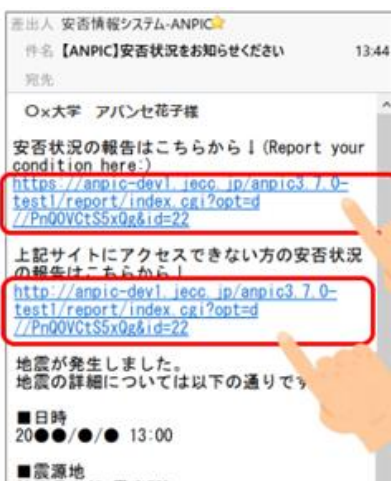 差出人 安否情報システム-ANPIC
件名【ANPIC】安否状況をお知らせください 13:44
宛先
○×大学 アバンセ花子様
安否状況の報告はこちらから↓(Report your
condition here:)
https://anpic-dev1.jecc.jp/anpic3.7.0-
test1/report/index.cgi?opt=d
//PnQOVCtS5xQg&id=22
上記サイトにアクセスできない方の安否状況
の報告はこちらから↓
http://anpic-dev1.jecc.jp/anpic3.7.0-
test1/report/index.cgi?opt=d
//PnQOVCtS5xQg&id=22
地震が発生しました。
地震の詳細については以下の通りです
■日時
20●●/●/● 13:00
■震源地